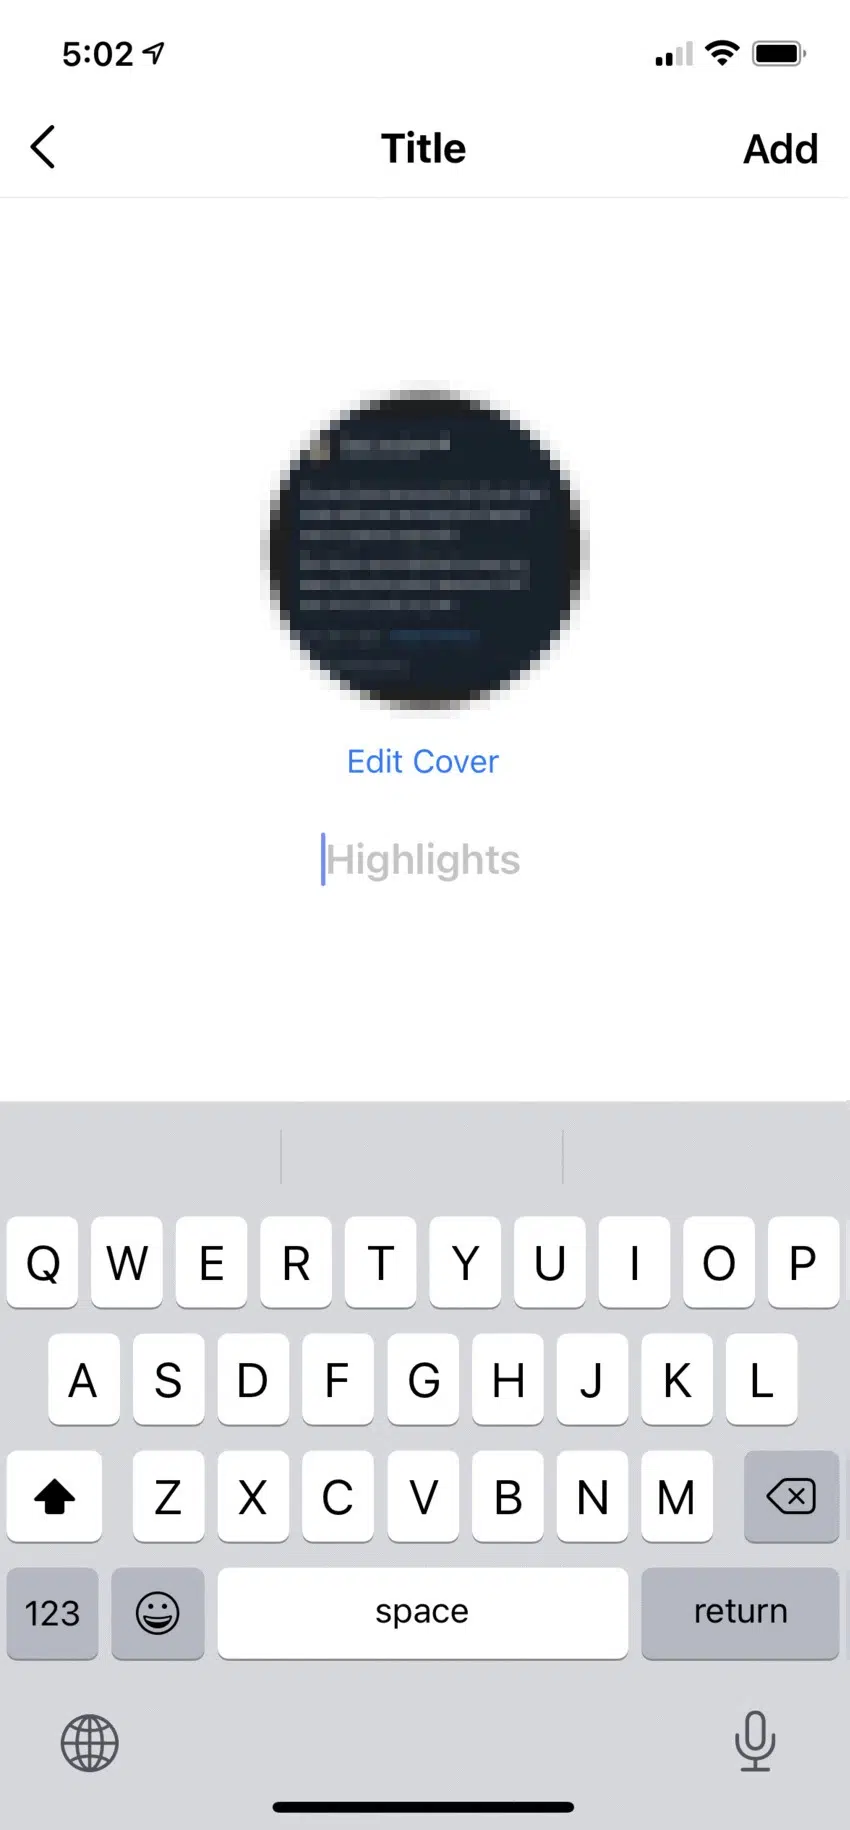 5:02
Title
Add
Edit Cover
Highlights
Q W E R T Y U I O P
A S D F G H J K L
Z X C V B N M
123
space
return